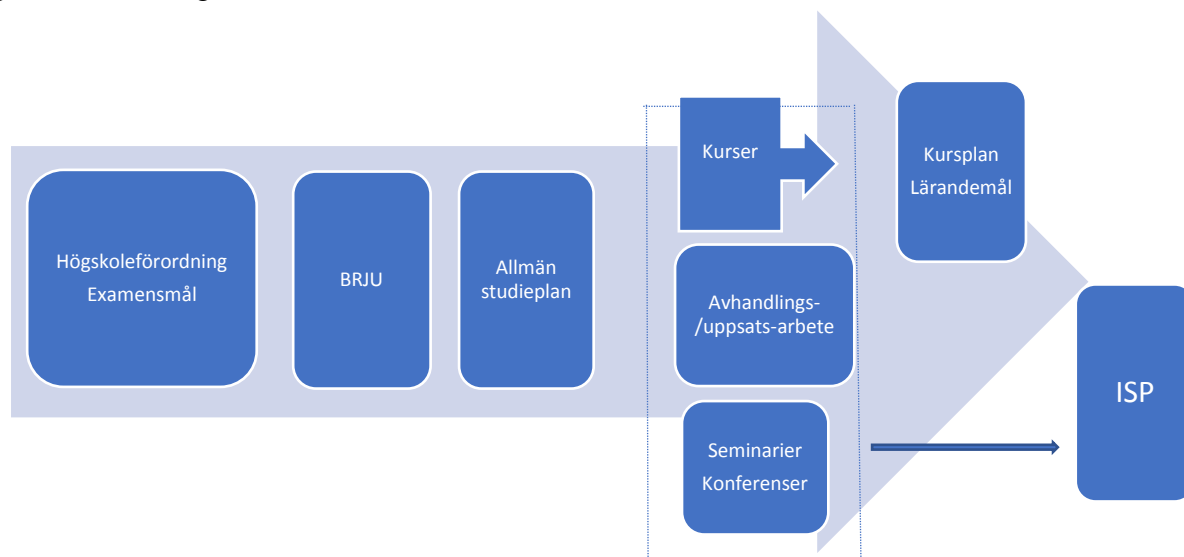 Högskoleförordning
Examensmål
BRJU
Allmän
studieplan
Kurser
Avhandlings-
/uppsats-arbete
Seminarier
Konferenser
Kursplan
Lärandemål
ISP